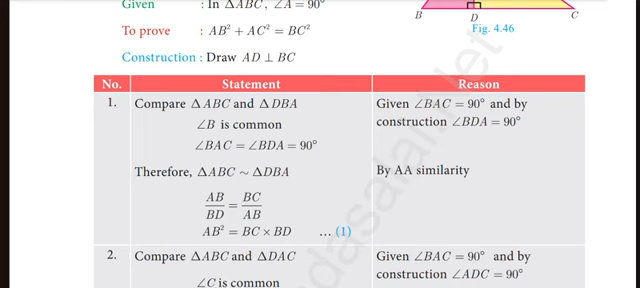 Given : In ΔABC, ∠A = 90°
To prove : AB² + AC² = BC²
Construction : Draw AD ⊥ BC
B D C
Fig. 4.46
No. Statement Reason
1. Compare ΔABC and ΔDBA Given ∠BAC = 90° and by
∠B is common construction ∠BDA = 90°
∠BAC = ∠BDA = 90°
Therefore, ΔABC ~ ΔDBA By AA similarity
AB/BD = BC/AB
AB² = BC × BD ... (1)
2. Compare ΔABC and ΔDAC Given ∠BAC = 90° and by
∠C is common construction ∠ADC = 90°